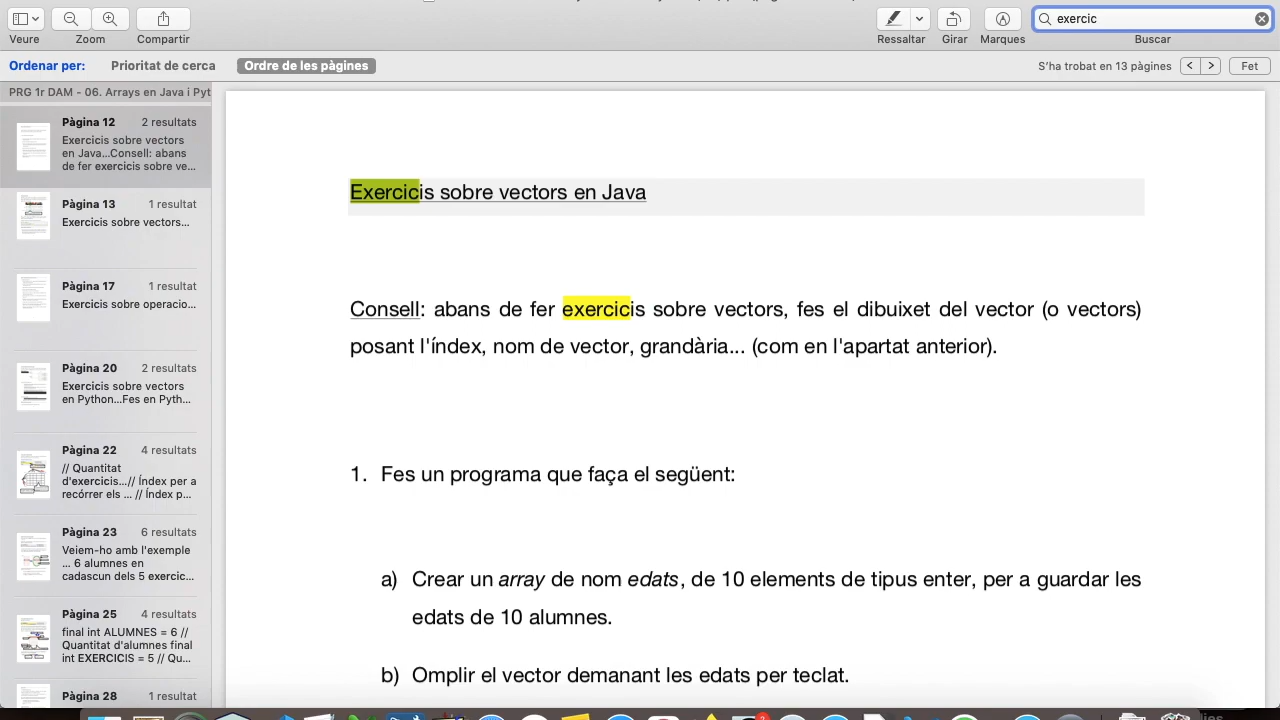 exercic
Veure
Zoom
Compartir
Ressaltar
Girar
Marques
Buscar
Ordenar per:
Prioritat de cerca
Ordre de les pàgines
S'ha trobat en 13 pàgines
Fet
PRG 1r DAM - 06. Arrays en Java i Pyt
Pàgina 12 2 resultats
Exercicis sobre vectors
en Java...Consell: abans
de fer exercicis sobre ve...
Pàgina 13 1 resultat
Exercicis sobre vectors...
Pàgina 17 1 resultat
Exercicis sobre operacio...
Pàgina 20 2 resultats
Exercicis sobre vectors
en Python...Fes en Pyth...
Pàgina 22 4 resultats
// Quantitat
d'exercicis...// Índex per a
recórrer els ... // Índex p...
Pàgina 23 6 resultats
Veiem-ho amb l'exemple
... 6 alumnes en
cadascun dels 5 exercic...
Pàgina 25 4 resultats
final int ALUMNES = 6 //
Quantitat d'alumnes final
int EXERCICIS = 5 // Qu...
Pàgina 28 1 resultat
Exercicis sobre vectors en Java
Consell: abans de fer exercicis sobre vectors, fes el dibuixet del vector (o vectors)
posant l'índex, nom de vector, grandària... (com en l'apartat anterior).
1. Fes un programa que faça el següent:
a) Crear un array de nom edats, de 10 elements de tipus enter, per a guardar les
edats de 10 alumnes.
b) Omplir el vector demanant les edats per teclat.